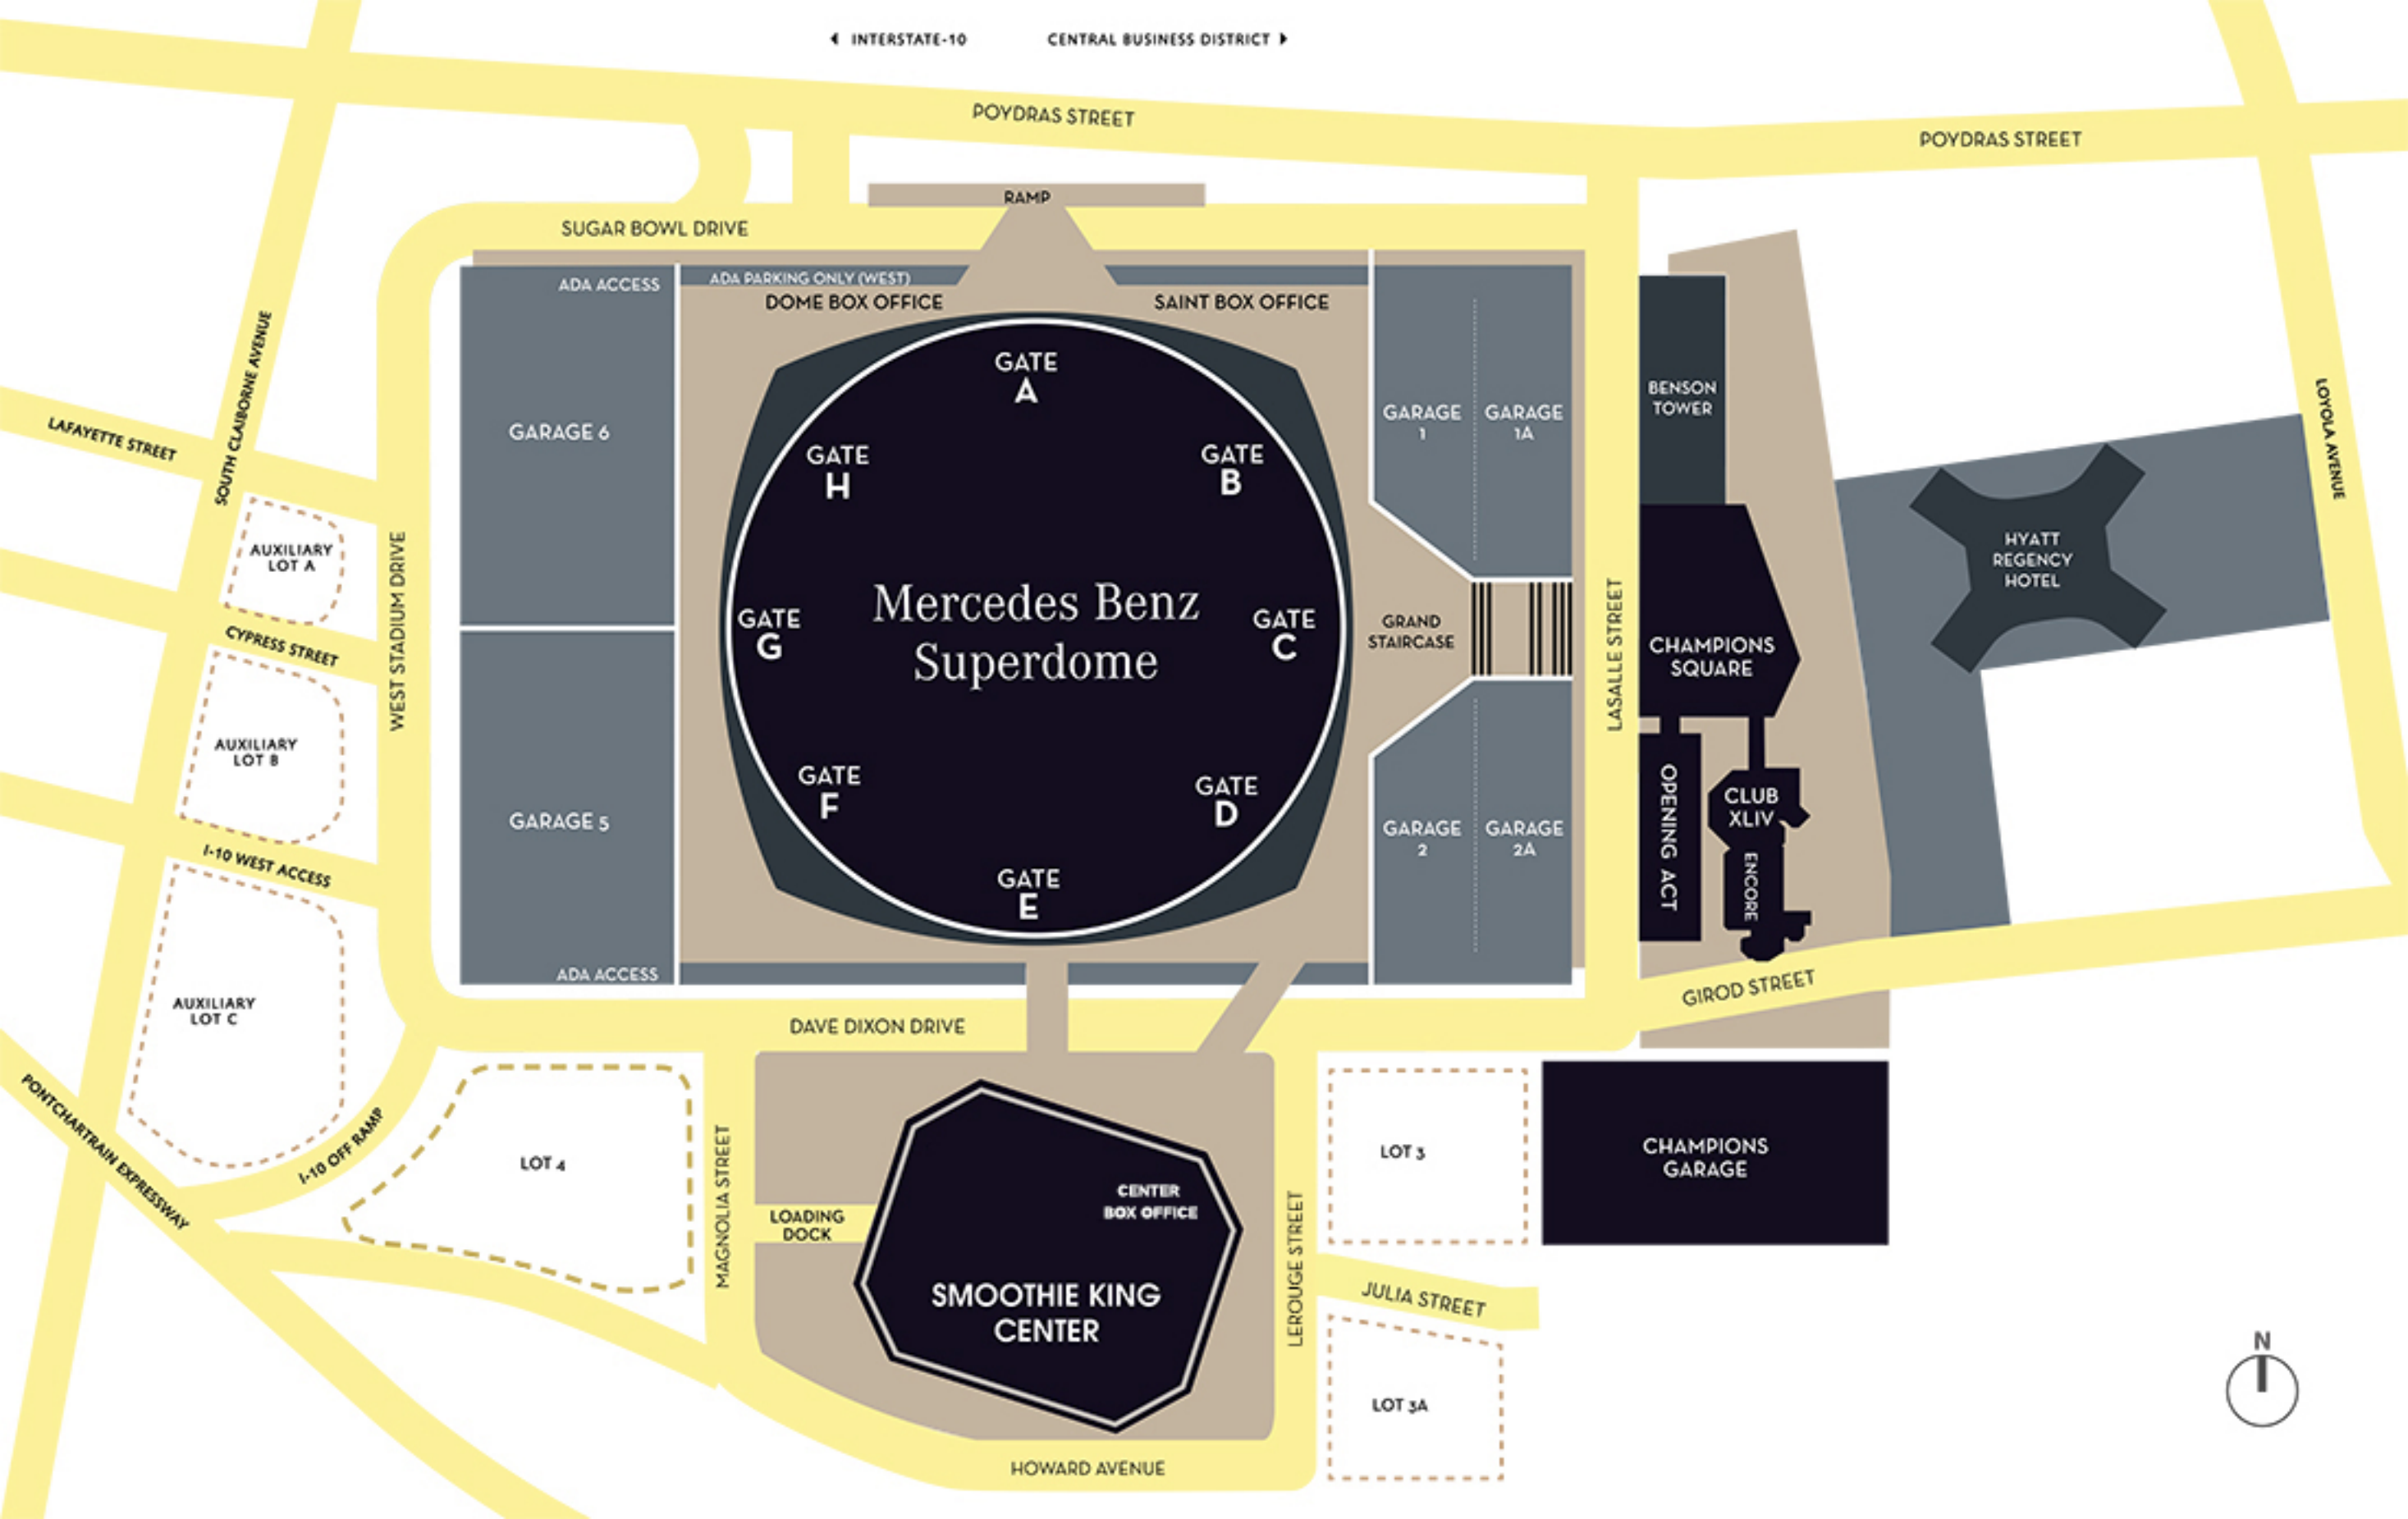 INTERSTATE-10
CENTRAL BUSINESS DISTRICT
POYDRAS STREET
POYDRAS STREET
RAMP
SUGAR BOWL DRIVE
ADA ACCESS
ADA PARKING ONLY (WEST)
DOME BOX OFFICE
SAINT BOX OFFICE
GATE
A
GATE
H
GATE
B
GATE
G
GATE
C
GATE
F
GATE
D
GATE
E
Mercedes Benz
Superdome
GARAGE 6
GARAGE 5
ADA ACCESS
GARAGE
1
GARAGE
1A
GRAND
STAIRCASE
GARAGE
2
GARAGE
2A
LASALLE STREET
BENSON
TOWER
CHAMPIONS
SQUARE
OPENING ACT
CLUB
XLIV
ENCORE
HYATT
REGENCY
HOTEL
LOYOLA AVENUE
GIROD STREET
SOUTH CLAIBORNE AVENUE
LAFAYETTE STREET
AUXILIARY
LOT A
CYPRESS STREET
WEST STADIUM DRIVE
AUXILIARY
LOT B
I-10 WEST ACCESS
AUXILIARY
LOT C
PONTCHARTRAIN EXPRESSWAY
I-10 OFF RAMP
LOT 4
DAVE DIXON DRIVE
MAGNOLIA STREET
LOADING
DOCK
CENTER
BOX OFFICE
SMOOTHIE KING
CENTER
LEROUGE STREET
HOWARD AVENUE
LOT 3
JULIA STREET
LOT 3A
CHAMPIONS
GARAGE
N